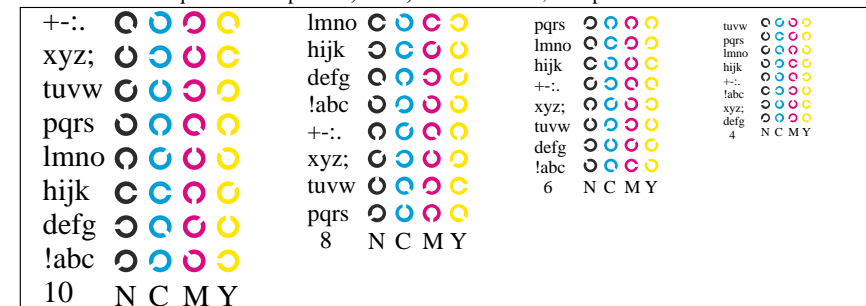 +-:.
xyz;
tuvw
pqrs
lmno
hijk
defg
!abc
10 N C M Y
lmno
hijk
defg
!abc
+-:.
xyz;
tuvw
pqrs
8 N C M Y
pqrs
lmno
hijk
+-:.
xyz;
tuvw
defg
!abc
6 N C M Y
tuvw
pqrs
lmno
hijk
+-:.
!abc
xyz;
defg
4 N C M Y